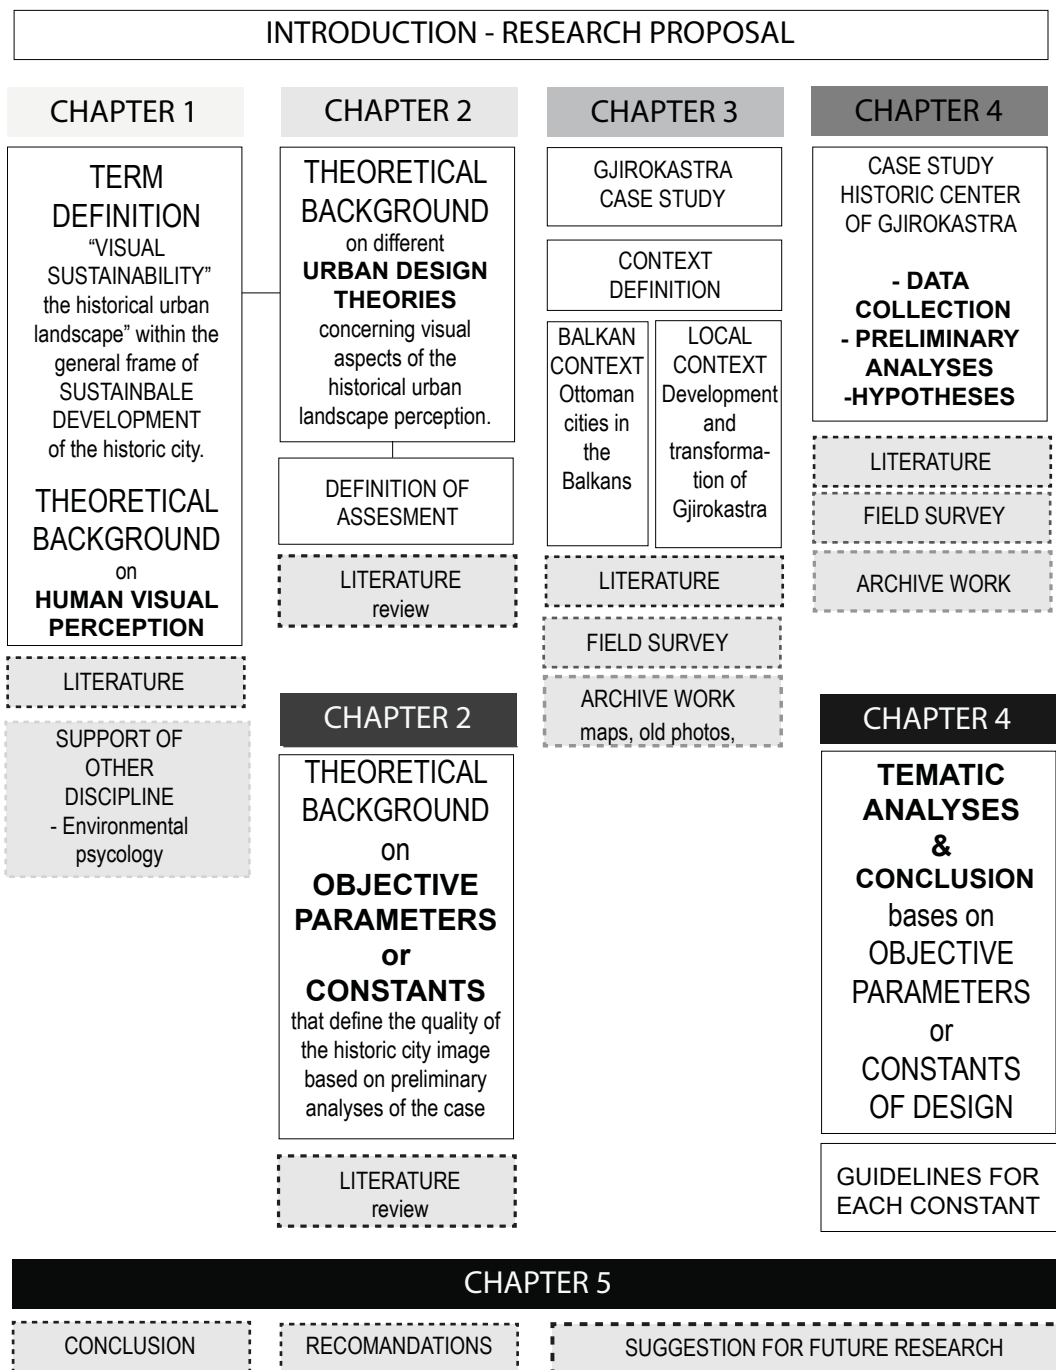 INTRODUCTION - RESEARCH PROPOSAL
CHAPTER 1
TERM
DEFINITION
“VISUAL
SUSTAINABILITY”
the historical urban
landscape” within the
general frame of
SUSTAINBALE
DEVELOPMENT
of the historic city.
THEORETICAL
BACKGROUND
on
HUMAN VISUAL
PERCEPTION
LITERATURE
SUPPORT OF
OTHER
DISCIPLINE
- Environmental
psycology
CHAPTER 2
THEORETICAL
BACKGROUND
on different
URBAN DESIGN
THEORIES
concerning visual
aspects of the
historical urban
landscape perception.
DEFINITION OF
ASSESMENT
LITERATURE
review
CHAPTER 2
THEORETICAL
BACKGROUND
on
OBJECTIVE
PARAMETERS
or
CONSTANTS
that define the quality of
the historic city image
based on preliminary
analyses of the case
LITERATURE
review
CHAPTER 3
GJIROKASTRA
CASE STUDY
CONTEXT
DEFINITION
BALKAN
CONTEXT
Ottoman
cities in
the
Balkans
LOCAL
CONTEXT
Development
and
transforma-
tion of
Gjirokastra
LITERATURE
FIELD SURVEY
ARCHIVE WORK
maps, old photos,
CHAPTER 4
CASE STUDY
HISTORIC CENTER
OF GJIROKASTRA
- DATA
COLLECTION
- PRELIMINARY
ANALYSES
-HYPOTHESES
LITERATURE
FIELD SURVEY
ARCHIVE WORK
CHAPTER 4
TEMATIC
ANALYSES
&
CONCLUSION
bases on
OBJECTIVE
PARAMETERS
or
CONSTANTS
OF DESIGN
GUIDELINES FOR
EACH CONSTANT
CHAPTER 5
CONCLUSION
RECOMANDATIONS
SUGGESTION FOR FUTURE RESEARCH